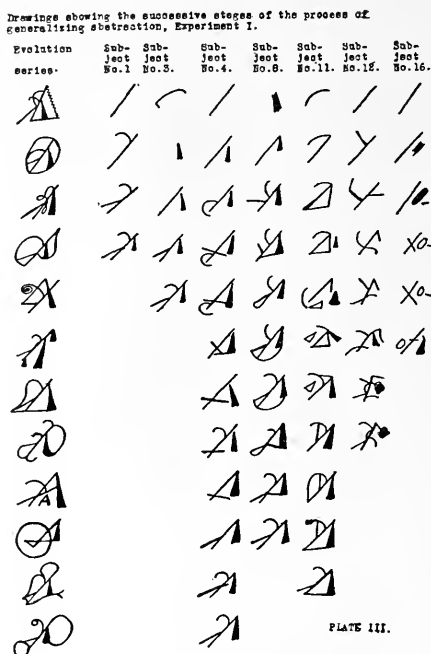 Drawings showing the successive stages of the process of
generalizing abstraction, Experiment I.
Evolution Sub- Sub- Sub- Sub- Sub- Sub- Sub-
ject ject ject ject ject ject ject
series. No.1 No.3. No.4. No.8. No.11. No.12. No.16.
PLATE III.